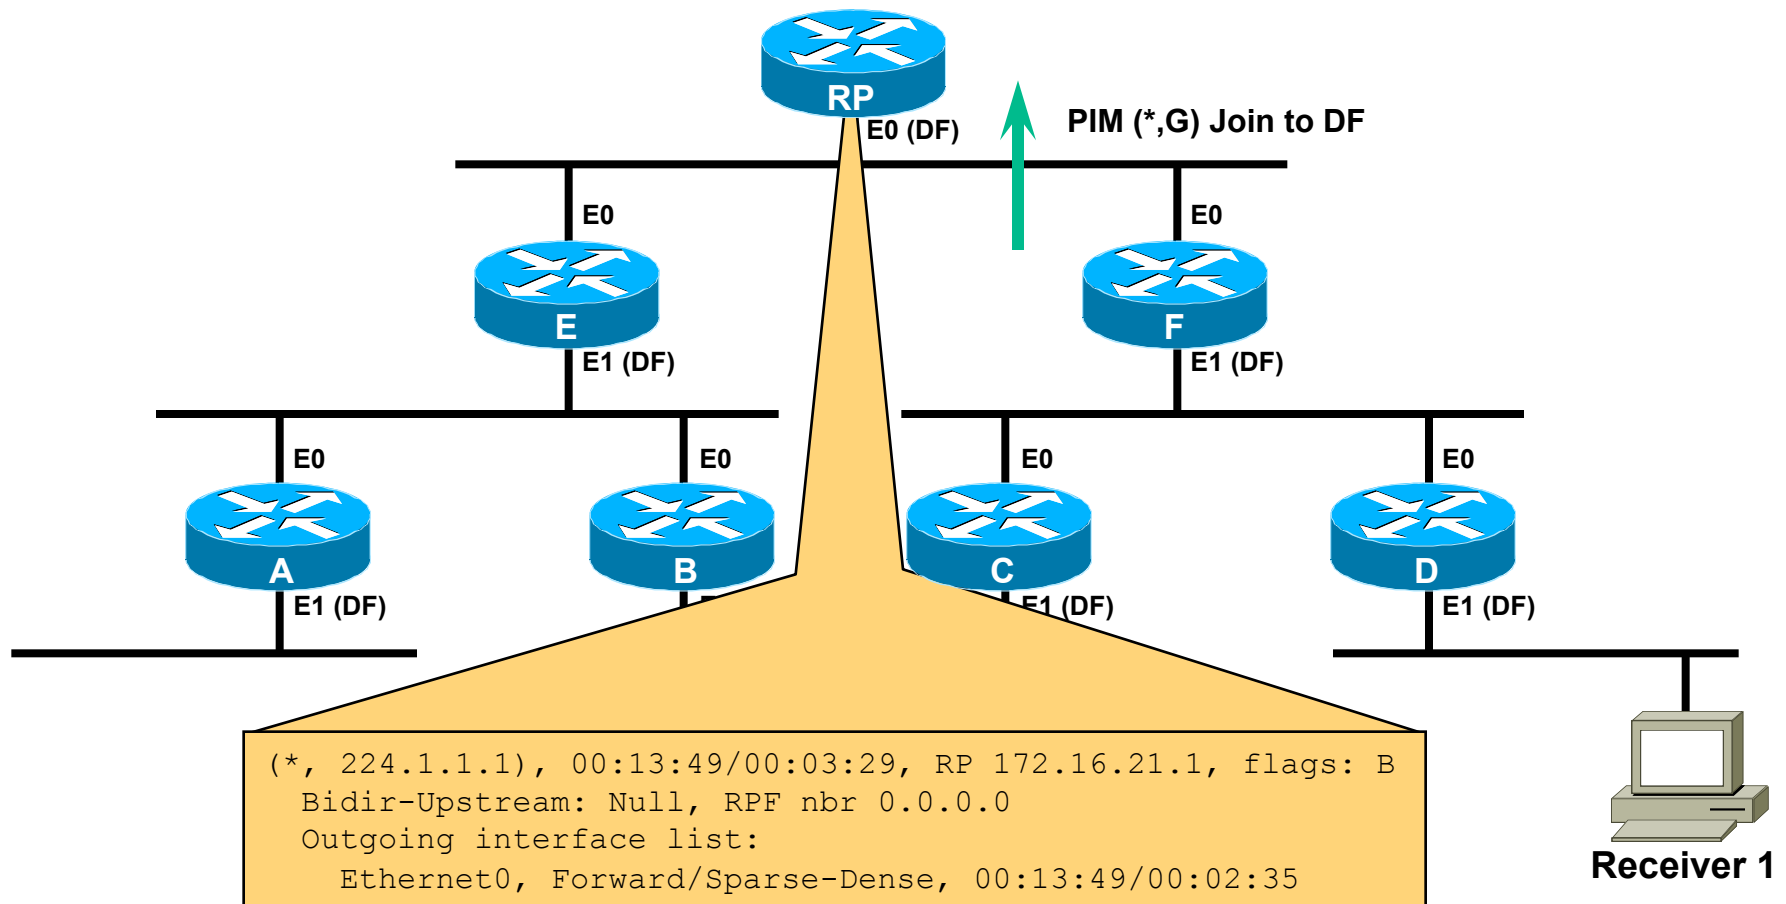 RP
E0 (DF)
PIM (*,G) Join to DF
E0
E0
E
F
E1 (DF)
E1 (DF)
E0
E0
E0
E0
A
B
C
D
E1 (DF)
E1 (DF)
E1 (DF)
(*, 224.1.1.1), 00:13:49/00:03:29, RP 172.16.21.1, flags: B
Bidir-Upstream: Null, RPF nbr 0.0.0.0
Outgoing interface list:
Ethernet0, Forward/Sparse-Dense, 00:13:49/00:02:35
Receiver 1